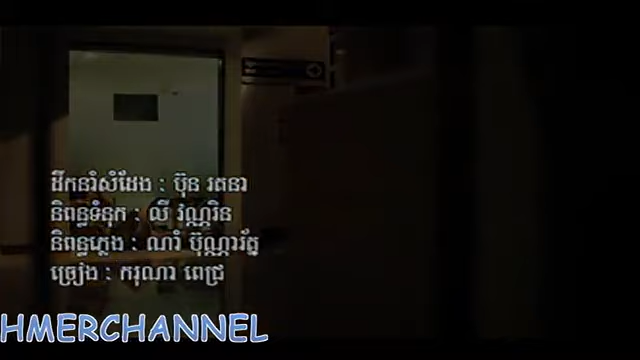 ដឹកនាំសំដែង : ប៊ុន រតនា
និពន្ធទំនុក : លី វណ្ណរិន
និពន្ធភ្លេង : ណាំ ប៊ុណ្ណារ័ត្ន
ច្រៀង : ករុណា ពេជ្រ
HMERCHANNEL